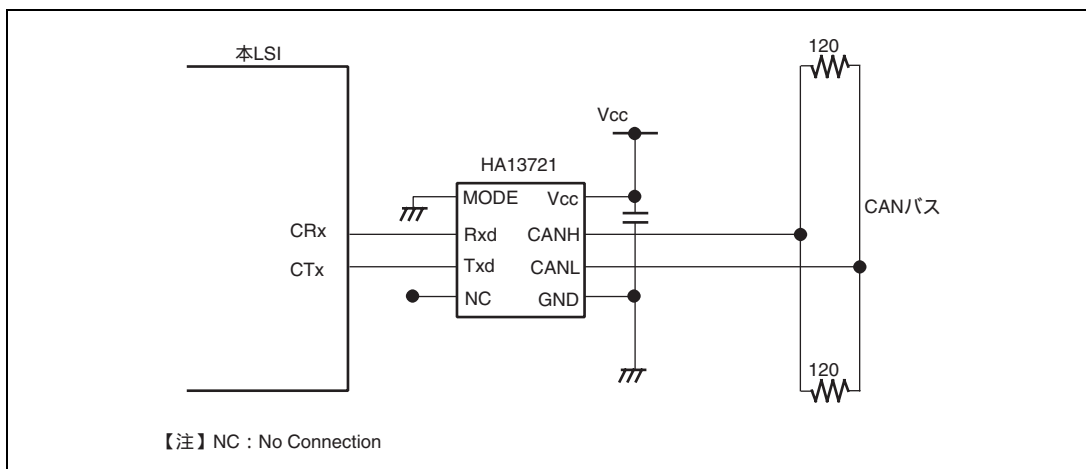 120
本LSI
Vcc
HA13721
MODE Vcc
CANバス
CRx Rxd CANH
CTx Txd CANL
NC GND
120
【注】NC：No Connection